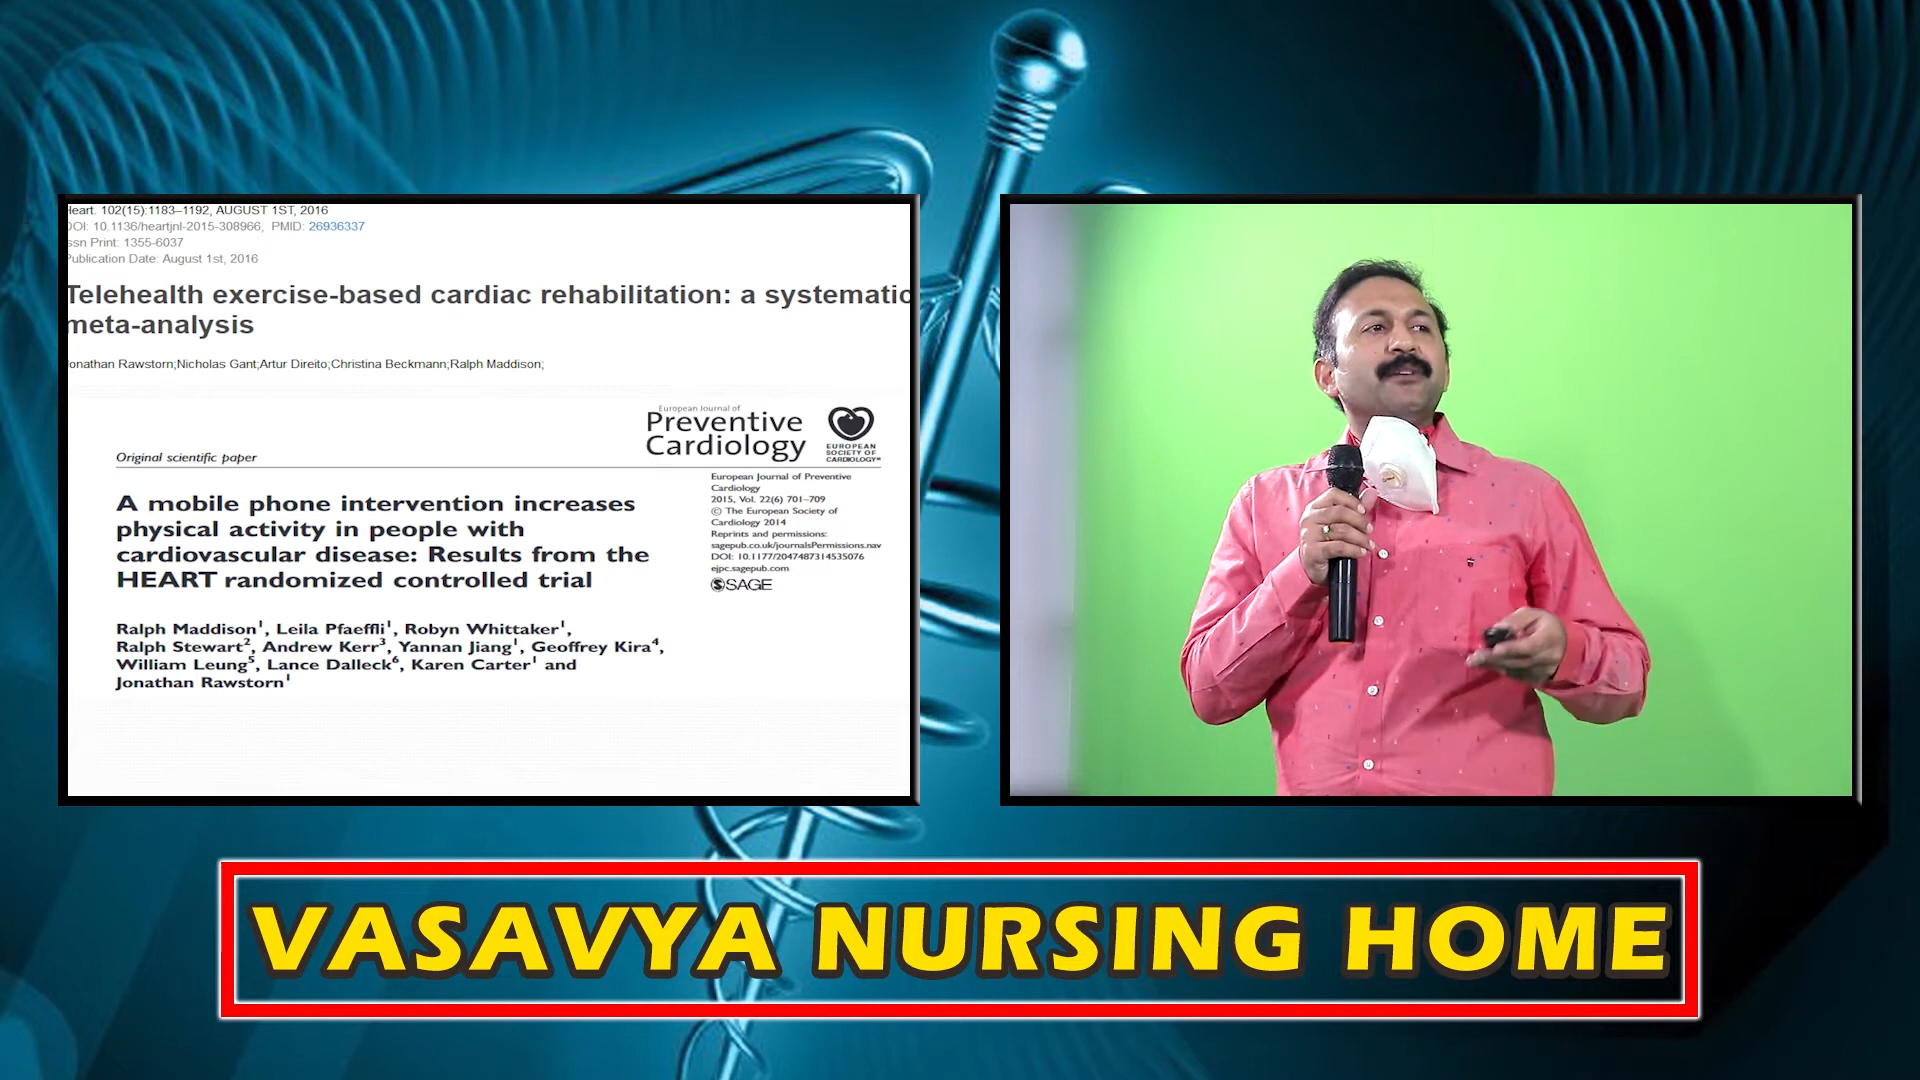 Heart. 102(15):1183–1192, AUGUST 1ST, 2016
DOI: 10.1136/heartjnl-2015-308966, PMID: 26936337
ssn Print: 1355-6037
Publication Date: August 1st, 2016
Telehealth exercise-based cardiac rehabilitation: a systematic
meta-analysis
Jonathan Rawstorn;Nicholas Gant;Artur Direito;Christina Beckmann;Ralph Maddison;
European Journal of
Preventive
Cardiology
EUROPEAN
SOCIETY OF
CARDIOLOGY®
Original scientific paper
A mobile phone intervention increases
physical activity in people with
cardiovascular disease: Results from the
HEART randomized controlled trial
European Journal of Preventive
Cardiology
2015, Vol. 22(6) 701–709
© The European Society of
Cardiology 2014
Reprints and permissions:
sagepub.co.uk/journalsPermissions.nav
DOI: 10.1177/2047487314535076
ejpc.sagepub.com
SAGE
Ralph Maddison1, Leila Pfaeffli1, Robyn Whittaker1,
Ralph Stewart2, Andrew Kerr3, Yannan Jiang1, Geoffrey Kira4,
William Leung5, Lance Dalleck6, Karen Carter1 and
Jonathan Rawstorn1
VASAVYA NURSING HOME